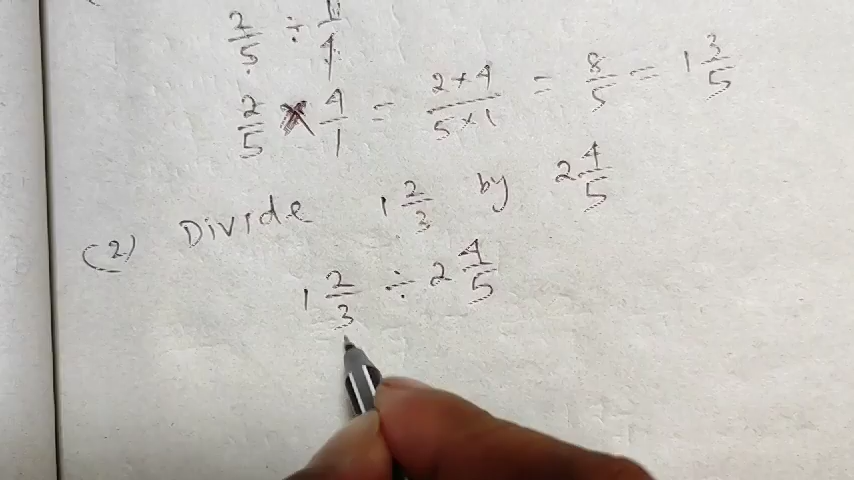 2/5 ÷ 1/4
2/5 × 4/1 = 2×4/5×1 = 8/5 = 1 3/5
(2) Divide 1 2/3 by 2 4/5
1 2/3 ÷ 2 4/5